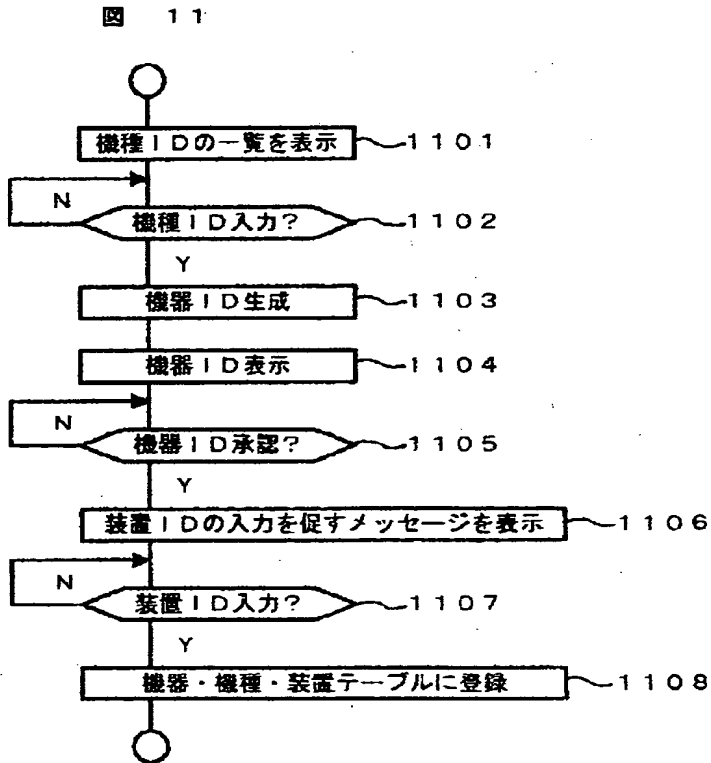 図 11
機種IDの一覧を表示 1101
N
機種ID入力? 1102
Y
機器ID生成 1103
機器ID表示 1104
N
機器ID承認? 1105
Y
装置IDの入力を促すメッセージを表示 1106
N
装置ID入力? 1107
Y
機器・機種・装置テーブルに登録 1108